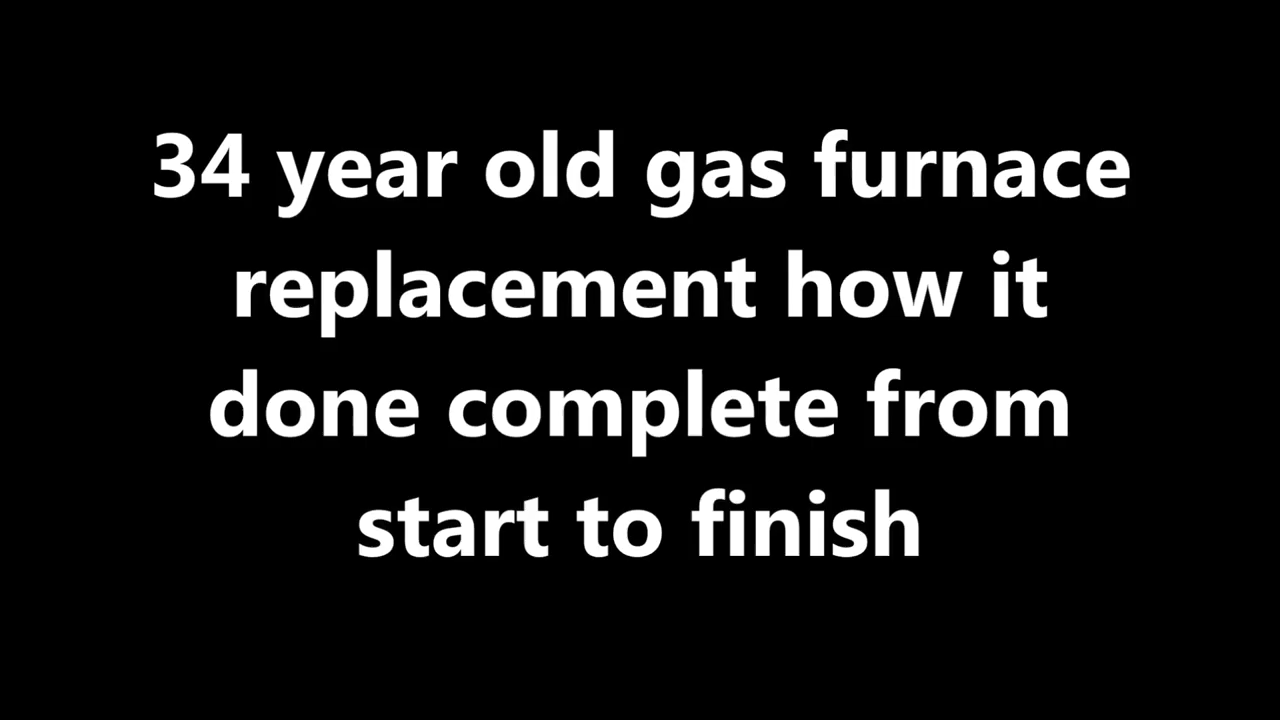 34 year old gas furnace
replacement how it
done complete from
start to finish